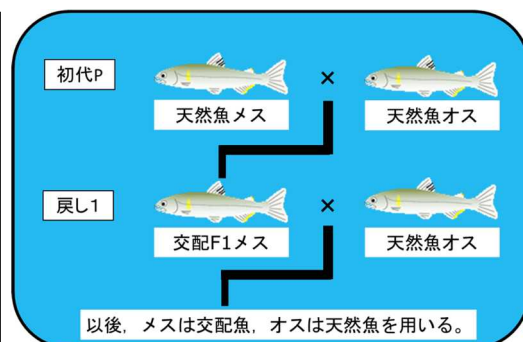 初代P
×
天然魚メス
天然魚オス
戻し1
×
交配F1メス
天然魚オス
以後，メスは交配魚，オスは天然魚を用いる。